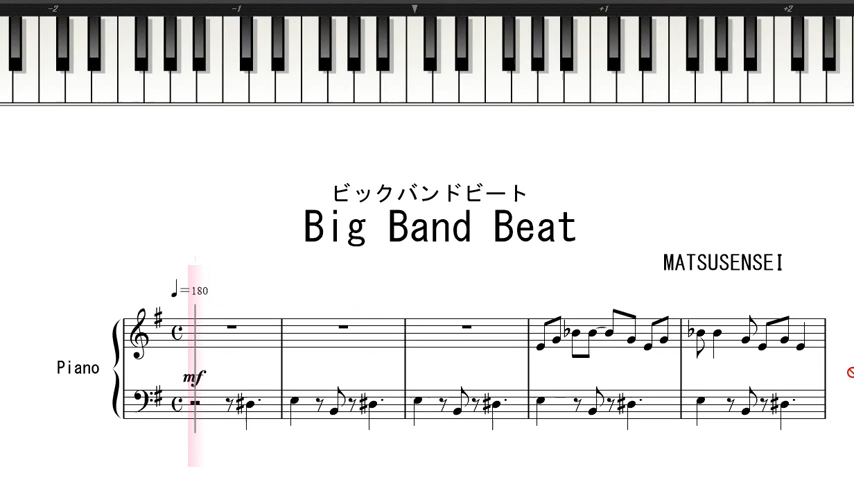 -2 -1 +1 +2
ビックバンドビート
Big Band Beat
MATSUSENSEI
♩=180
Piano
mf